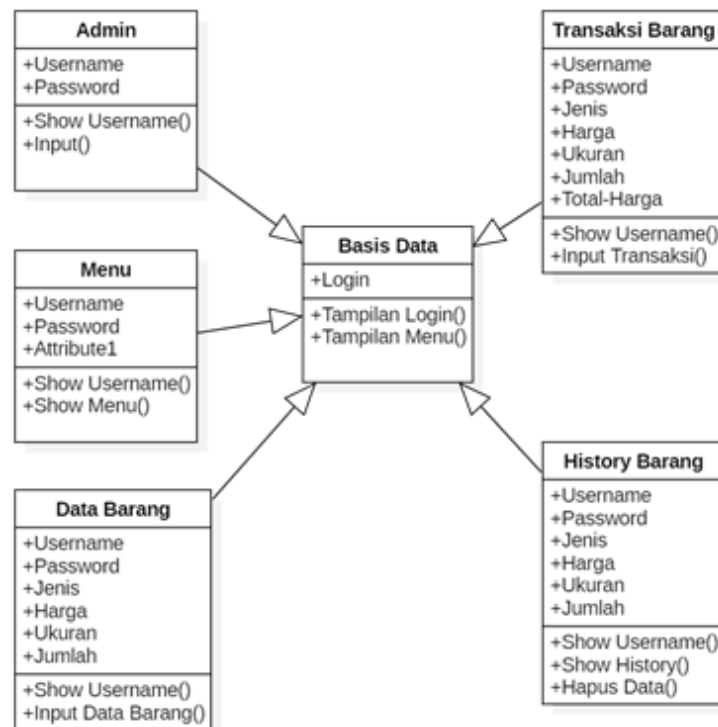 Admin
+Username
+Password
+Show Username()
+Input()
Menu
+Username
+Password
+Attribute1
+Show Username()
+Show Menu()
Data Barang
+Username
+Password
+Jenis
+Harga
+Ukuran
+Jumlah
+Show Username()
+Input Data Barang()
Basis Data
+Login
+Tampilan Login()
+Tampilan Menu()
Transaksi Barang
+Username
+Password
+Jenis
+Harga
+Ukuran
+Jumlah
+Total-Harga
+Show Username()
+Input Transaksi()
History Barang
+Username
+Password
+Jenis
+Harga
+Ukuran
+Jumlah
+Show Username()
+Show History()
+Hapus Data()